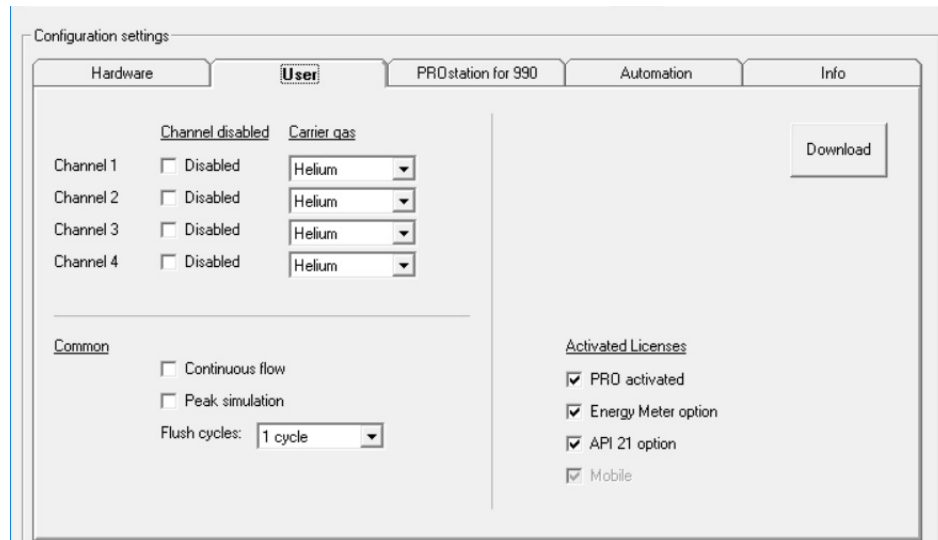 Configuration settings
Hardware User PROstation for 990 Automation Info
Channel disabled Carrier gas
Download
Channel 1 Disabled Helium
Channel 2 Disabled Helium
Channel 3 Disabled Helium
Channel 4 Disabled Helium
Common
Continuous flow
Peak simulation
Flush cycles: 1 cycle
Activated Licenses
PRO activated
Energy Meter option
API 21 option
Mobile